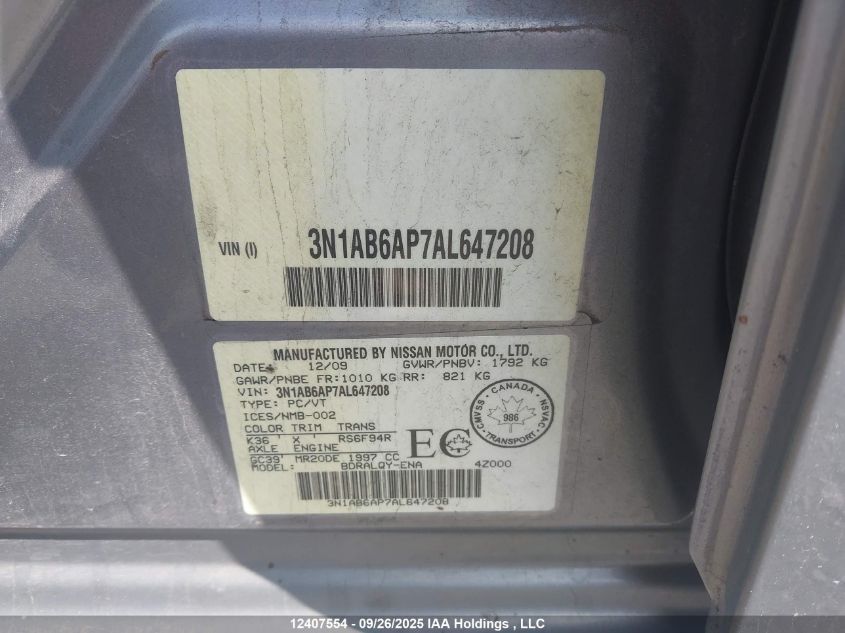 VIN (I) 3N1AB6AP7AL647208
MANUFACTURED BY NISSAN MOTOR CO., LTD.
DATE: 12/09 GVWR/PNBV: 1792 KG
GAWR/PNBE FR:1010 KG RR: 821 KG
VIN: 3N1AB6AP7AL647208
TYPE: PC/VT
ICES/NMB-002
COLOR TRIM TRANS
K36 X RS6F94R
AXLE ENGINE
GC39 MR20DE 1997 CC
MODEL: BDRALQY-ENA 4Z000
EC
CANADA
CMVSS 986 NSVAC
TRANSPORT
3N1AB6AP7AL647208
12407554 - 09/26/2025 IAA Holdings , LLC